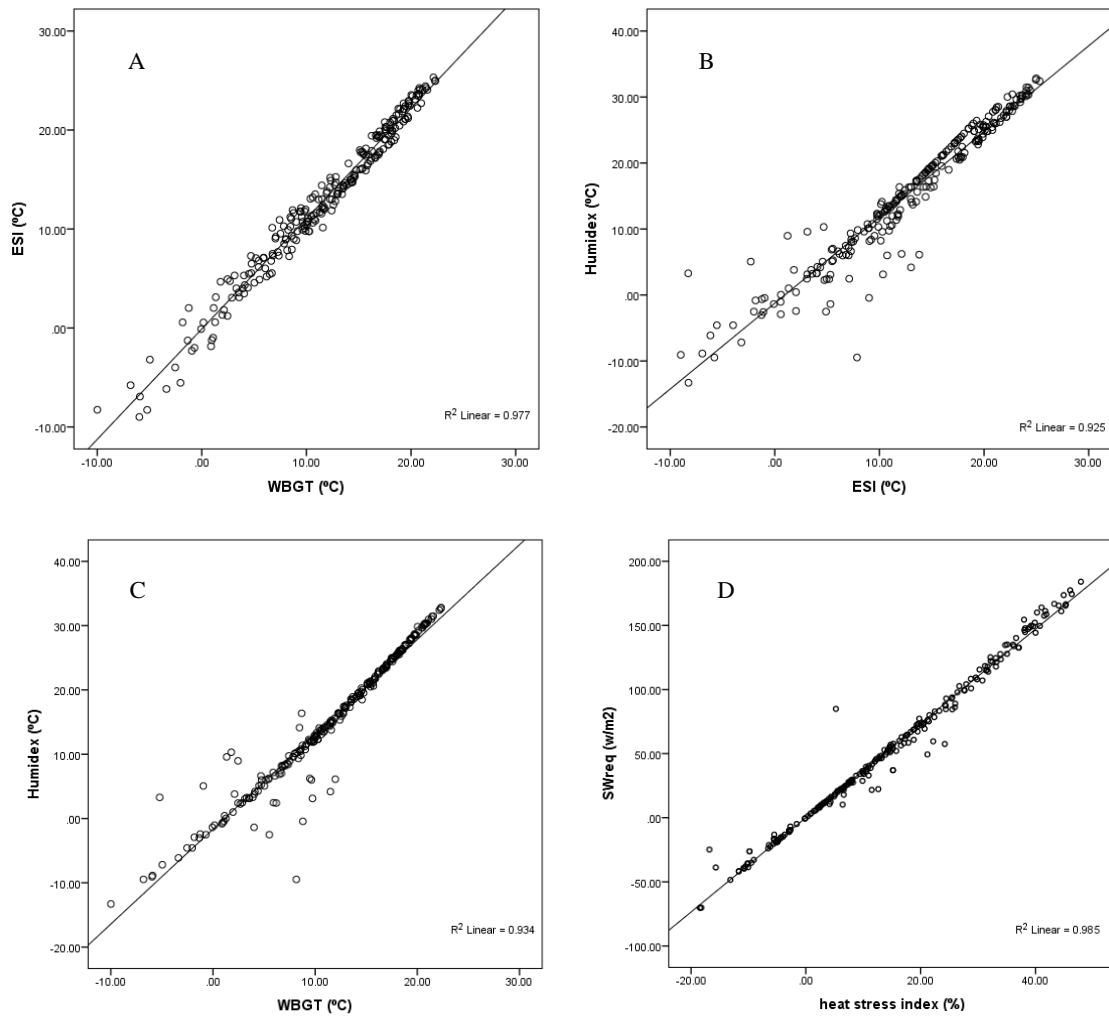 A
ESI (ºC)
30.00
20.00
10.00
.00
-10.00
-10.00 .00 10.00 20.00 30.00
WBGT (ºC)
R2 Linear = 0.977
B
Humidex (ºC)
40.00
30.00
20.00
10.00
.00
-10.00
-20.00
-10.00 .00 10.00 20.00 30.00
ESI (ºC)
R2 Linear = 0.925
C
Humidex (ºC)
40.00
30.00
20.00
10.00
.00
-10.00
-20.00
-10.00 .00 10.00 20.00 30.00
WBGT (ºC)
R2 Linear = 0.934
D
SWreq (w/m2)
200.00
150.00
100.00
50.00
.00
-50.00
-100.00
-20.00 .00 20.00 40.00
heat stress index (%)
R2 Linear = 0.985